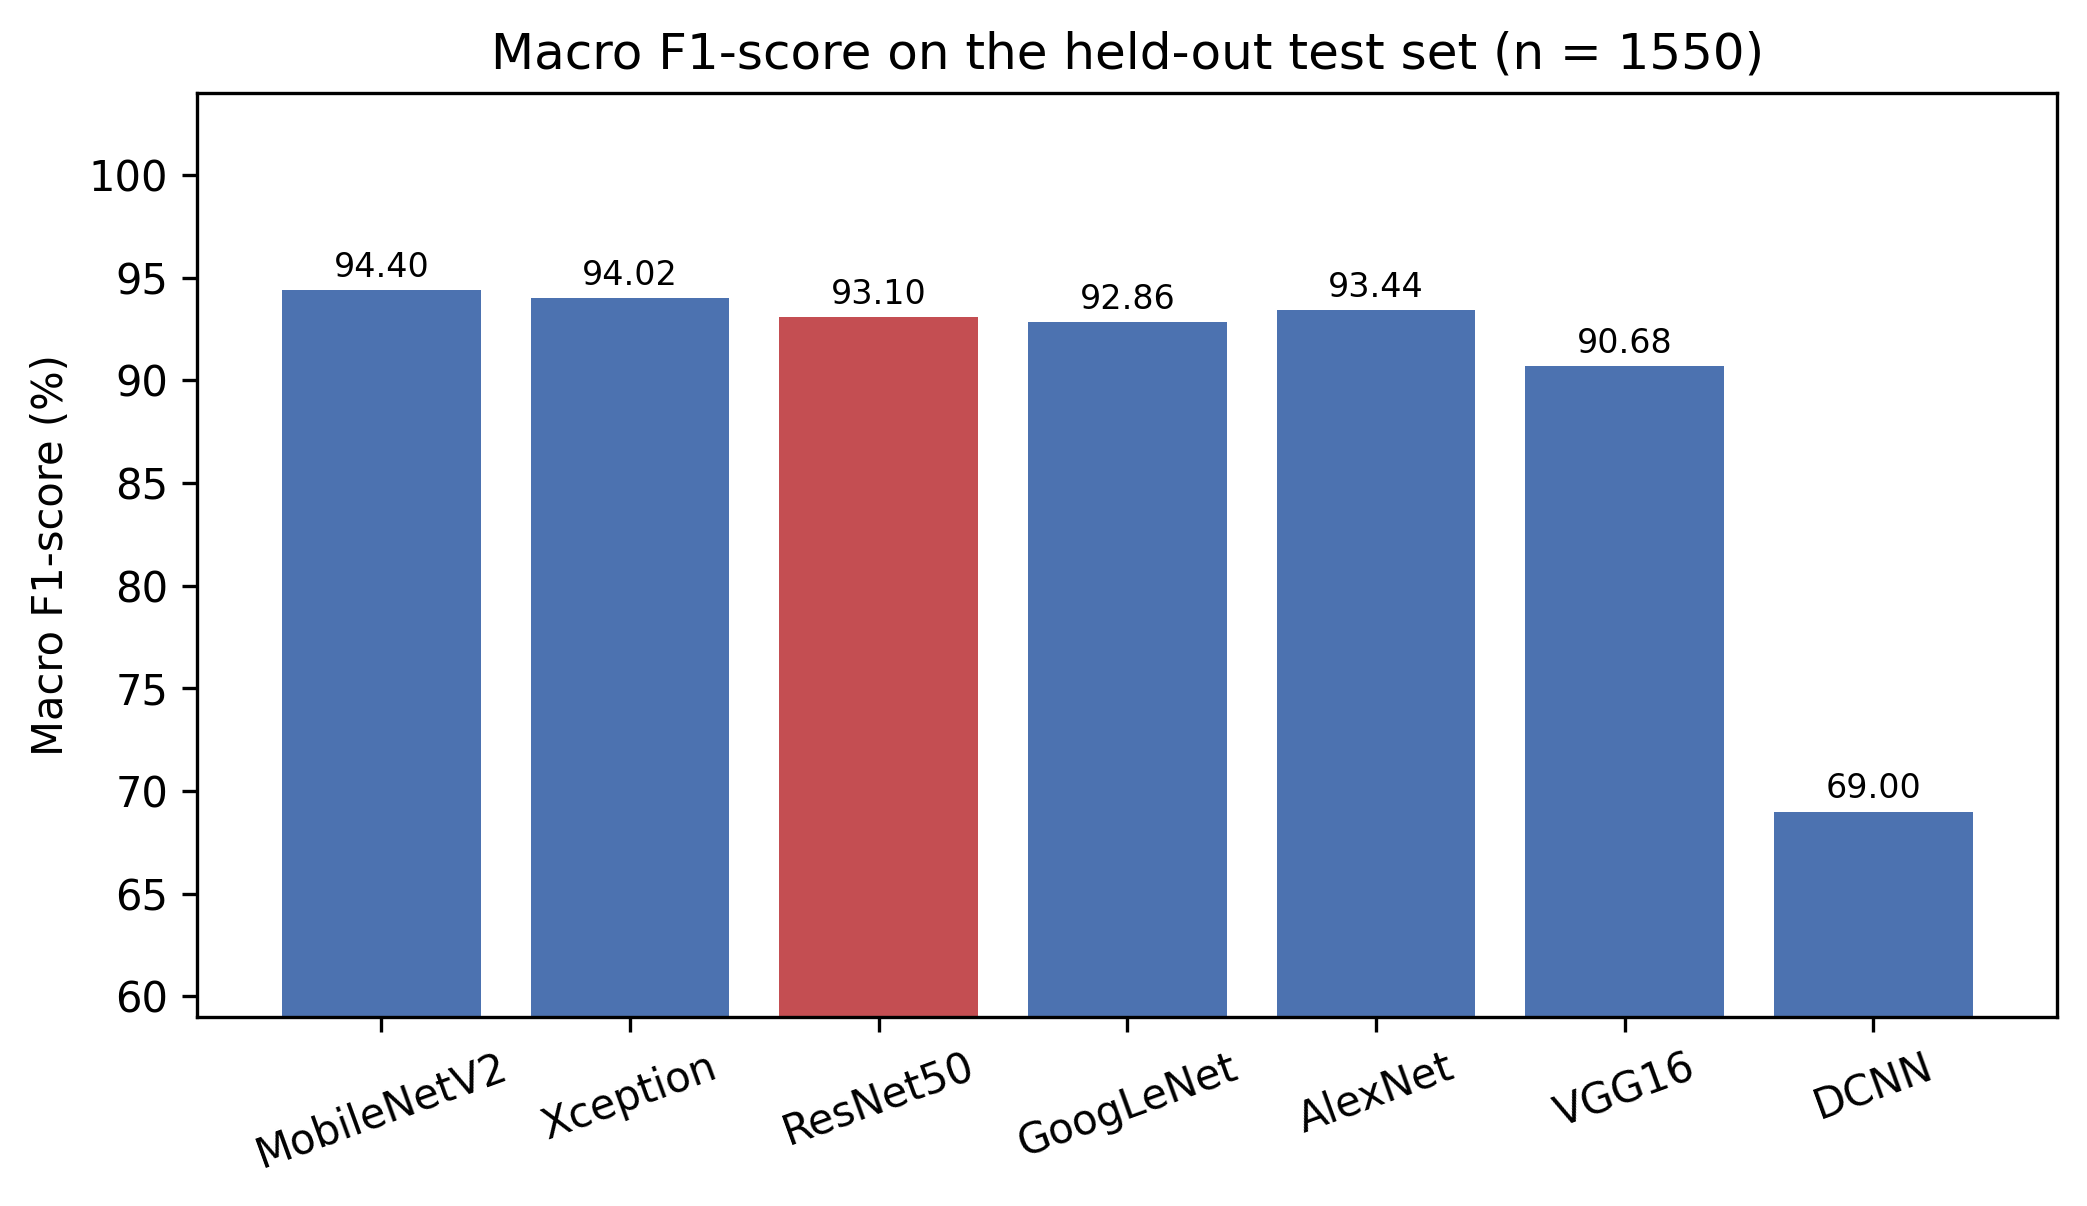 Macro F1-score on the held-out test set (n = 1550)
Macro F1-score (%)
100
95
90
85
80
75
70
65
60
94.40
94.02
93.10
92.86
93.44
90.68
69.00
MobileNetV2
Xception
ResNet50
GoogLeNet
AlexNet
VGG16
DCNN